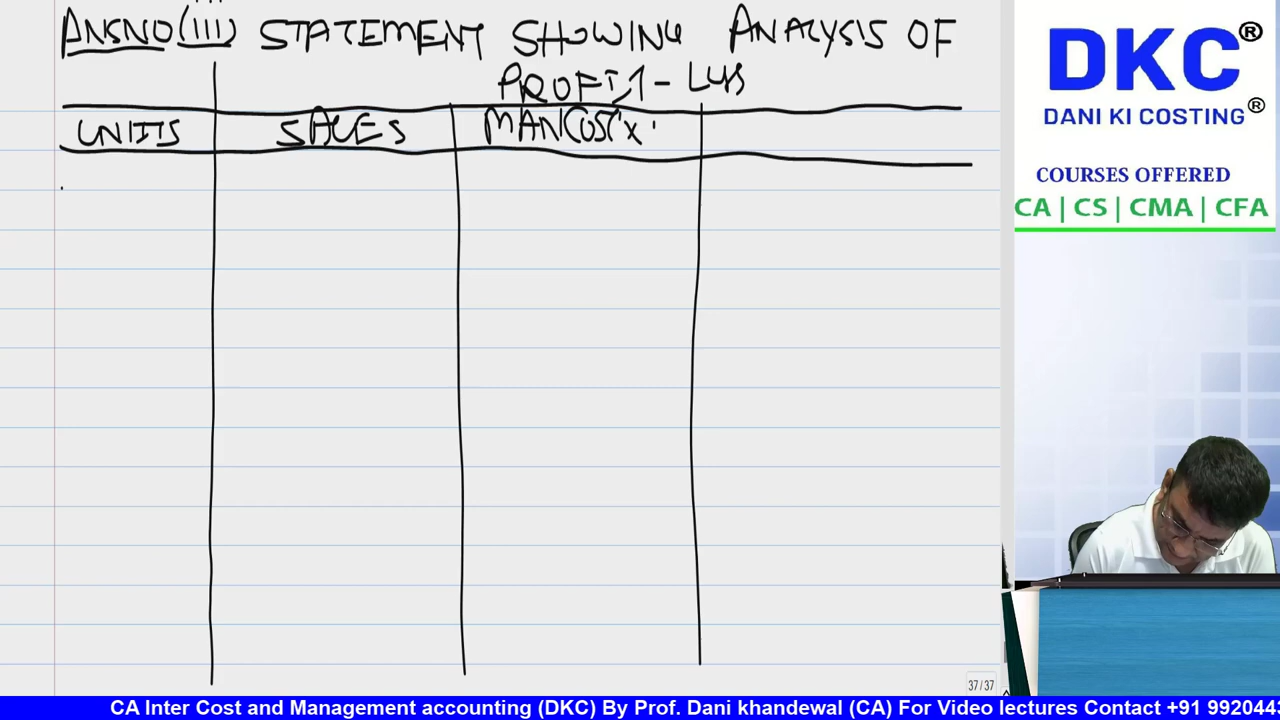 ANSNO (III) STATEMENT SHOWING ANALYSIS OF
PROFIT - Loss
UNITS SALES MANCOST
37/37
DKC®
DANI KI COSTING®
COURSES OFFERED
CA | CS | CMA | CFA
CA Inter Cost and Management accounting (DKC) By Prof. Dani khandewal (CA) For Video lectures Contact +91 9920443